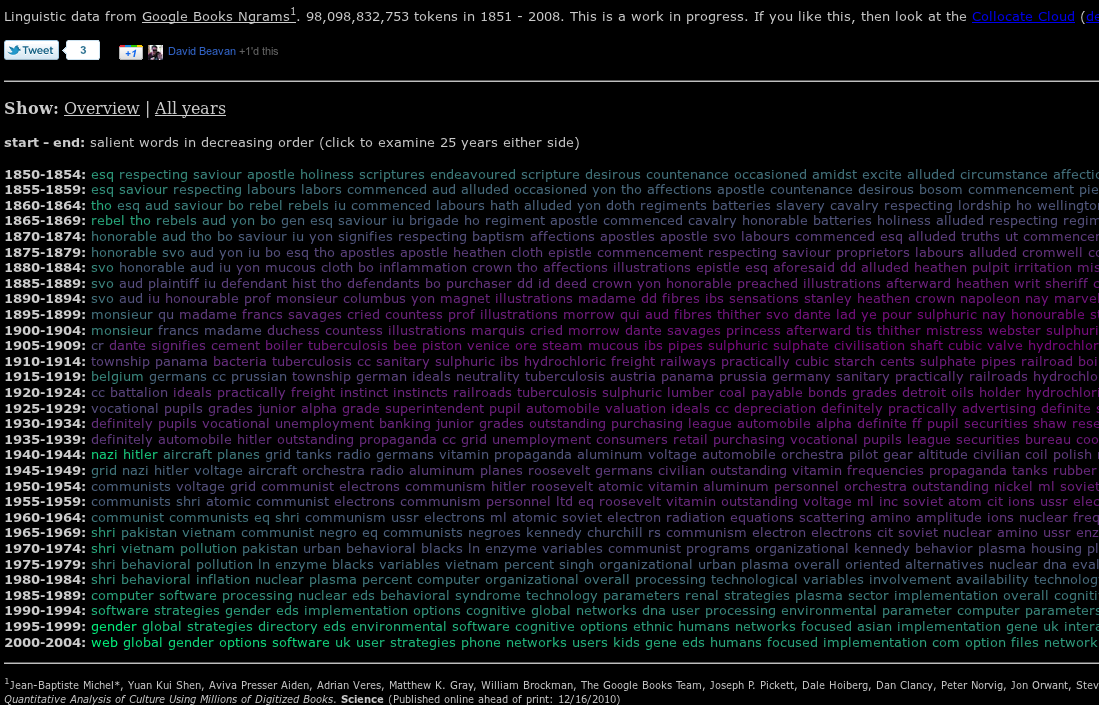 Linguistic data from Google Books Ngrams1. 98,098,832,753 tokens in 1851 - 2008. This is a work in progress. If you like this, then look at the Collocate Cloud (
Tweet 3 +1 David Beavan +1'd this
Show: Overview | All years
start – end: salient words in decreasing order (click to examine 25 years either side)
1850-1854: esq respecting saviour apostle holiness scriptures endeavoured scripture desirous countenance occasioned amidst excite alluded circumstance
1855-1859: esq saviour respecting labours labors commenced aud alluded occasioned yon tho affections apostle countenance desirous bosom commencement
1860-1864: tho esq aud saviour bo rebel rebels iu commenced labours hath alluded yon doth regiments batteries slavery cavalry respecting lordship ho
1865-1869: rebel tho rebels aud yon bo gen esq saviour iu brigade ho regiment apostle commenced cavalry honorable batteries holiness alluded respecting
1870-1874: honorable aud tho bo saviour iu yon signifies respecting baptism affections apostles apostle svo labours commenced esq alluded truths ut
1875-1879: honorable svo aud yon iu bo esq tho apostles apostle heathen cloth epistle commencement respecting saviour proprietors labours alluded cromwell
1880-1884: svo honorable aud iu yon mucous cloth bo inflammation crown tho affections illustrations epistle esq aforesaid dd alluded heathen pulpit irritation
1885-1889: svo aud plaintiff iu defendant hist tho defendants bo purchaser dd id deed crown yon honorable preached illustrations afterward heathen writ sheriff
1890-1894: svo aud iu honourable prof monsieur columbus yon magnet illustrations madame dd fibres ibs sensations stanley heathen crown napoleon nay
1895-1899: monsieur qu madame francs savages cried countess prof illustrations morrow qui aud fibres thither svo dante lad ye pour sulphuric nay honourable
1900-1904: monsieur francs madame duchess countess illustrations marquis cried morrow dante savages princess afterward tis thither mistress webster
1905-1909: cr dante signifies cement boiler tuberculosis bee piston venice ore steam mucous ibs pipes sulphuric sulphate civilisation shaft cubic valve
1910-1914: township panama bacteria tuberculosis cc sanitary sulphuric ibs hydrochloric freight railways practically cubic starch cents sulphate pipes railroad
1915-1919: belgium germans cc prussian township german ideals neutrality tuberculosis austria panama prussia germany sanitary practically railroads
1920-1924: cc battalion ideals practically freight instinct instincts railroads tuberculosis sulphuric lumber coal payable bonds grades detroit oils holder
1925-1929: vocational pupils grades junior alpha grade superintendent pupil automobile valuation ideals cc depreciation definitely practically advertising definite
1930-1934: definitely pupils vocational unemployment banking junior grades outstanding purchasing league automobile alpha definite ff pupil securities shaw
1935-1939: definitely automobile hitler outstanding propaganda cc grid unemployment consumers retail purchasing vocational pupils league securities bureau
1940-1944: nazi hitler aircraft planes grid tanks radio germans vitamin propaganda aluminum voltage automobile orchestra pilot gear altitude civilian coil polish
1945-1949: grid nazi hitler voltage aircraft orchestra radio aluminum planes roosevelt germans civilian outstanding vitamin frequencies propaganda tanks rubber
1950-1954: communists voltage grid communist electrons communism hitler roosevelt atomic vitamin aluminum personnel orchestra outstanding nickel ml soviet
1955-1959: communists shri atomic communist electrons communism personnel ltd eq roosevelt vitamin outstanding voltage ml inc soviet atom cit ions ussr
1960-1964: communist communists eq shri communism ussr electrons ml atomic soviet electron radiation equations scattering amino amplitude ions nuclear
1965-1969: shri pakistan vietnam communist negro eq communists negroes kennedy churchill rs communism electron electrons cit soviet nuclear amino ussr
1970-1974: shri vietnam pollution pakistan urban behavioral blacks ln enzyme variables communist programs organizational kennedy behavior plasma housing
1975-1979: shri behavioral pollution ln enzyme blacks variables vietnam percent singh organizational urban plasma overall oriented alternatives nuclear dna
1980-1984: shri behavioral inflation nuclear plasma percent computer organizational overall processing technological variables involvement availability
1985-1989: computer software processing nuclear eds behavioral syndrome technology parameters renal strategies plasma sector implementation overall
1990-1994: software strategies gender eds implementation options cognitive global networks dna user processing environmental parameter computer parameters
1995-1999: gender global strategies directory eds environmental software cognitive options ethnic humans networks focused asian implementation gene uk
2000-2004: web global gender options software uk user strategies phone networks users kids gene eds humans focused implementation com option files network
1Jean-Baptiste Michel*, Yuan Kui Shen, Aviva Presser Aiden, Adrian Veres, Matthew K. Gray, William Brockman, The Google Books Team, Joseph P. Pickett, Dale Hoiberg, Dan Clancy, Peter Norvig, Jon Orwant,
Quantitative Analysis of Culture Using Millions of Digitized Books. Science (Published online ahead of print: 12/16/2010)